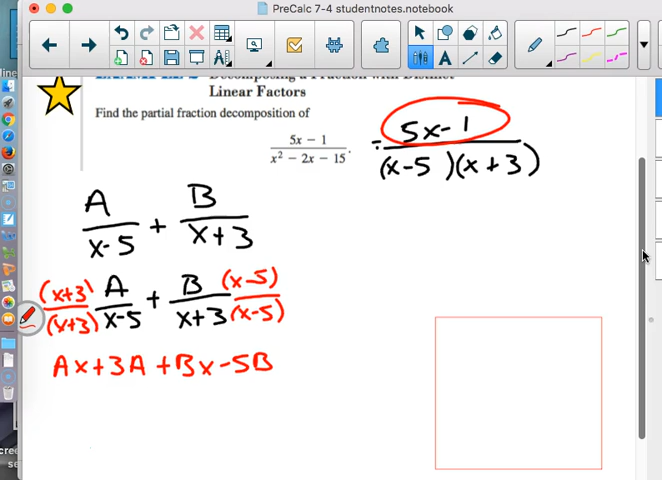 PreCalc 7-4 studentnotes.notebook
Decomposing a Fraction with Distinct
Linear Factors
Find the partial fraction decomposition of
5x − 1
x² − 2x − 15 .
5x-1
(x-5 )(x+3)
A
x-5
+
B
x+3
(x+3)
(x+3)
A
x-5
+
B
x+3
(x-5)
(x-5)
Ax+3A+Bx-5B